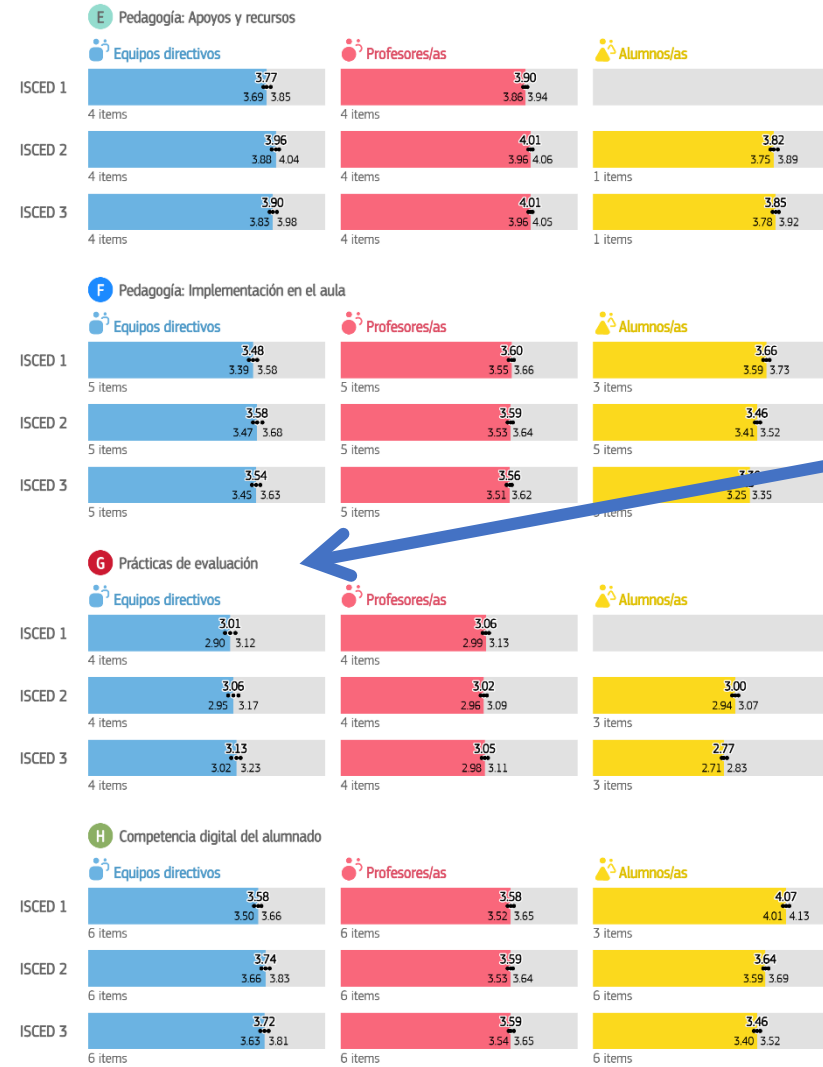 E Pedagogía: Apoyos y recursos
Equipos directivos Profesores/as Alumnos/as
ISCED 1 3.77 3.90
3.69 3.85 3.86 3.94
4 items 4 items
ISCED 2 3.96 4.01 3.82
3.88 4.04 3.96 4.06 3.75 3.89
4 items 4 items 1 items
ISCED 3 3.90 4.01 3.85
3.83 3.98 3.96 4.05 3.78 3.92
4 items 4 items 1 items
F Pedagogía: Implementación en el aula
Equipos directivos Profesores/as Alumnos/as
ISCED 1 3.48 3.60 3.66
3.39 3.58 3.55 3.66 3.59 3.73
5 items 5 items 3 items
ISCED 2 3.58 3.59 3.46
3.47 3.68 3.53 3.64 3.41 3.52
5 items 5 items 5 items
ISCED 3 3.54 3.56
3.45 3.63 3.51 3.62 3.25 3.35
5 items 5 items items
G Prácticas de evaluación
Equipos directivos Profesores/as Alumnos/as
ISCED 1 3.01 3.06
2.90 3.12 2.99 3.13
4 items 4 items
ISCED 2 3.06 3.02 3.00
2.95 3.17 2.96 3.09 2.94 3.07
4 items 4 items 3 items
ISCED 3 3.13 3.05 2.77
3.02 3.23 2.98 3.11 2.71 2.83
4 items 4 items 3 items
H Competencia digital del alumnado
Equipos directivos Profesores/as Alumnos/as
ISCED 1 3.58 3.58 4.07
3.50 3.66 3.52 3.65 4.01 4.13
6 items 6 items 3 items
ISCED 2 3.74 3.59 3.64
3.66 3.83 3.53 3.64 3.59 3.69
6 items 6 items 6 items
ISCED 3 3.72 3.59 3.46
3.63 3.81 3.54 3.65 3.40 3.52
6 items 6 items 6 items